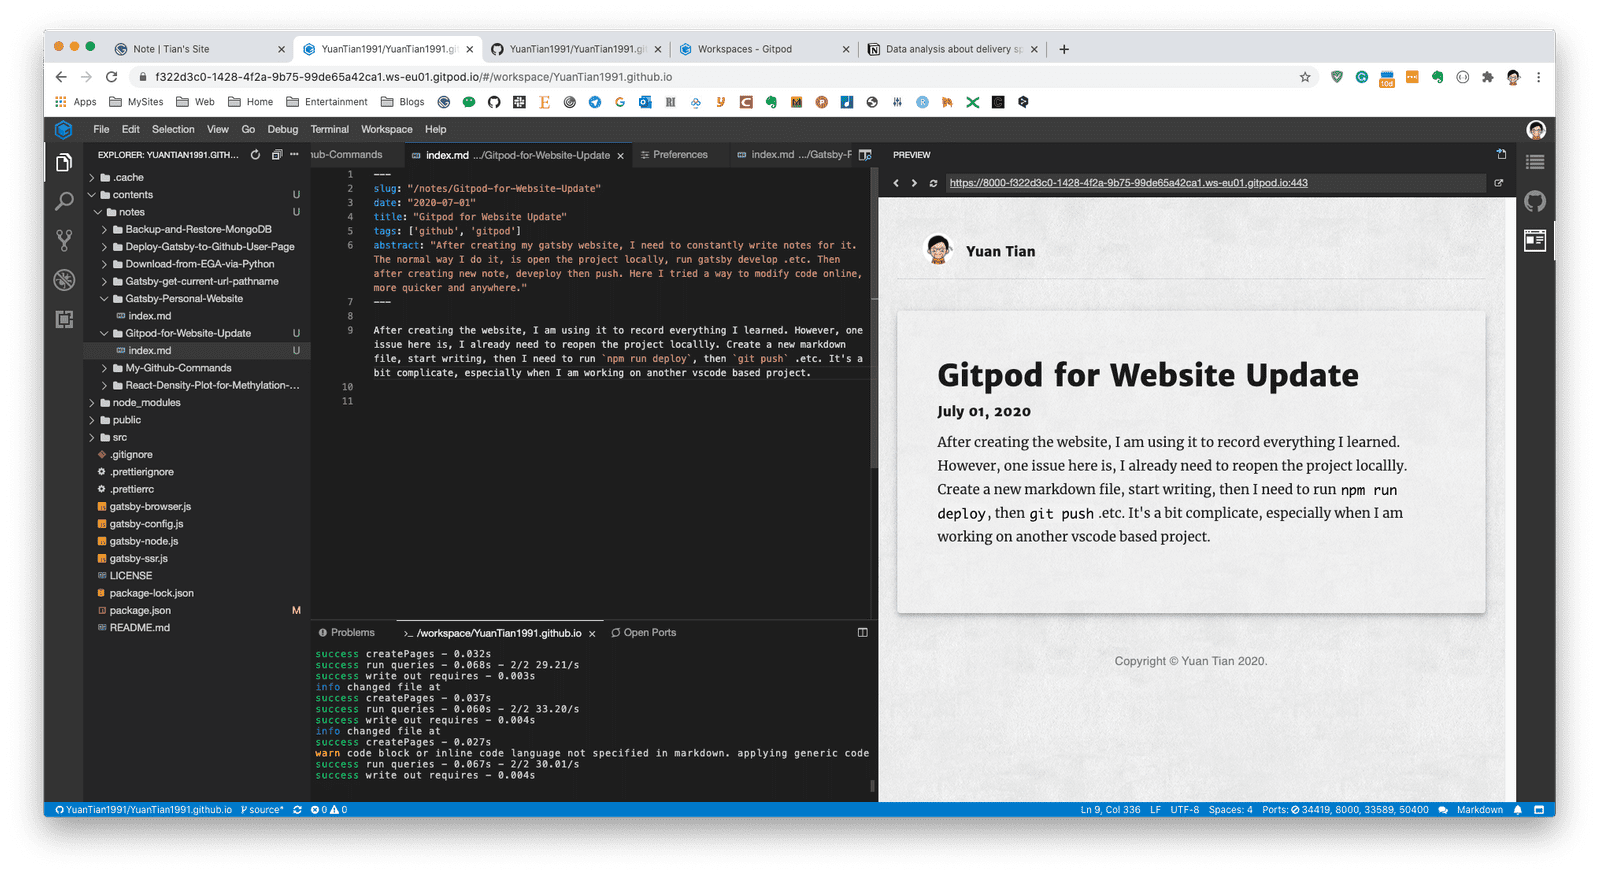 Note | Tian's Site
YuanTian1991/YuanTian1991.git
YuanTian1991/YuanTian1991.gi
Workspaces - Gitpod
Data analysis about delivery sp
f322d3c0-1428-4f2a-9b75-99de65a42ca1.ws-eu01.gitpod.io/#/workspace/YuanTian1991.github.io
Apps MySites Web Home Entertainment Blogs
File Edit Selection View Go Debug Terminal Workspace Help
EXPLORER: YUANTIAN1991.GITH...
.cache
contents U
notes U
Backup-and-Restore-MongoDB
Deploy-Gatsby-to-Github-User-Page
Download-from-EGA-via-Python
Gatsby-get-current-url-pathname
Gatsby-Personal-Website
index.md
Gitpod-for-Website-Update U
index.md U
My-Github-Commands
React-Density-Plot-for-Methylation-...
node_modules
public
src
.gitignore
.prettierignore
.prettierrc
gatsby-browser.js
gatsby-config.js
gatsby-node.js
gatsby-ssr.js
LICENSE
package-lock.json
package.json M
README.md
hub-Commands
index.md .../Gitpod-for-Website-Update
Preferences
index.md .../Gatsby-F
1 ---
2 slug: "/notes/Gitpod-for-Website-Update"
3 date: "2020-07-01"
4 title: "Gitpod for Website Update"
5 tags: ['github', 'gitpod']
6 abstract: "After creating my gatsby website, I need to constantly write notes for it.
The normal way I do it, is open the project locally, run gatsby develop .etc. Then
after creating new note, deveploy then push. Here I tried a way to modify code online,
more quicker and anywhere."
7 ---
8
9 After creating the website, I am using it to record everything I learned. However, one
issue here is, I already need to reopen the project locallly. Create a new markdown
file, start writing, then I need to run `npm run deploy`, then `git push` .etc. It's a
bit complicate, especially when I am working on another vscode based project.
10
11
Problems
>_ /workspace/YuanTian1991.github.io
Open Ports
success createPages - 0.032s
success run queries - 0.068s - 2/2 29.21/s
success write out requires - 0.003s
info changed file at
success createPages - 0.037s
success run queries - 0.060s - 2/2 33.20/s
success write out requires - 0.004s
info changed file at
success createPages - 0.027s
warn code block or inline code language not specified in markdown. applying generic code
success run queries - 0.067s - 2/2 30.01/s
success write out requires - 0.004s
PREVIEW
https://8000-f322d3c0-1428-4f2a-9b75-99de65a42ca1.ws-eu01.gitpod.io:443
Yuan Tian
Gitpod for Website Update
July 01, 2020
After creating the website, I am using it to record everything I learned.
However, one issue here is, I already need to reopen the project locallly.
Create a new markdown file, start writing, then I need to run npm run
deploy, then git push .etc. It's a bit complicate, especially when I am
working on another vscode based project.
Copyright © Yuan Tian 2020.
YuanTian1991/YuanTian1991.github.io source* 0 0
Ln 9, Col 336 LF UTF-8 Spaces: 4 Ports: 34419, 8000, 33589, 50400 Markdown